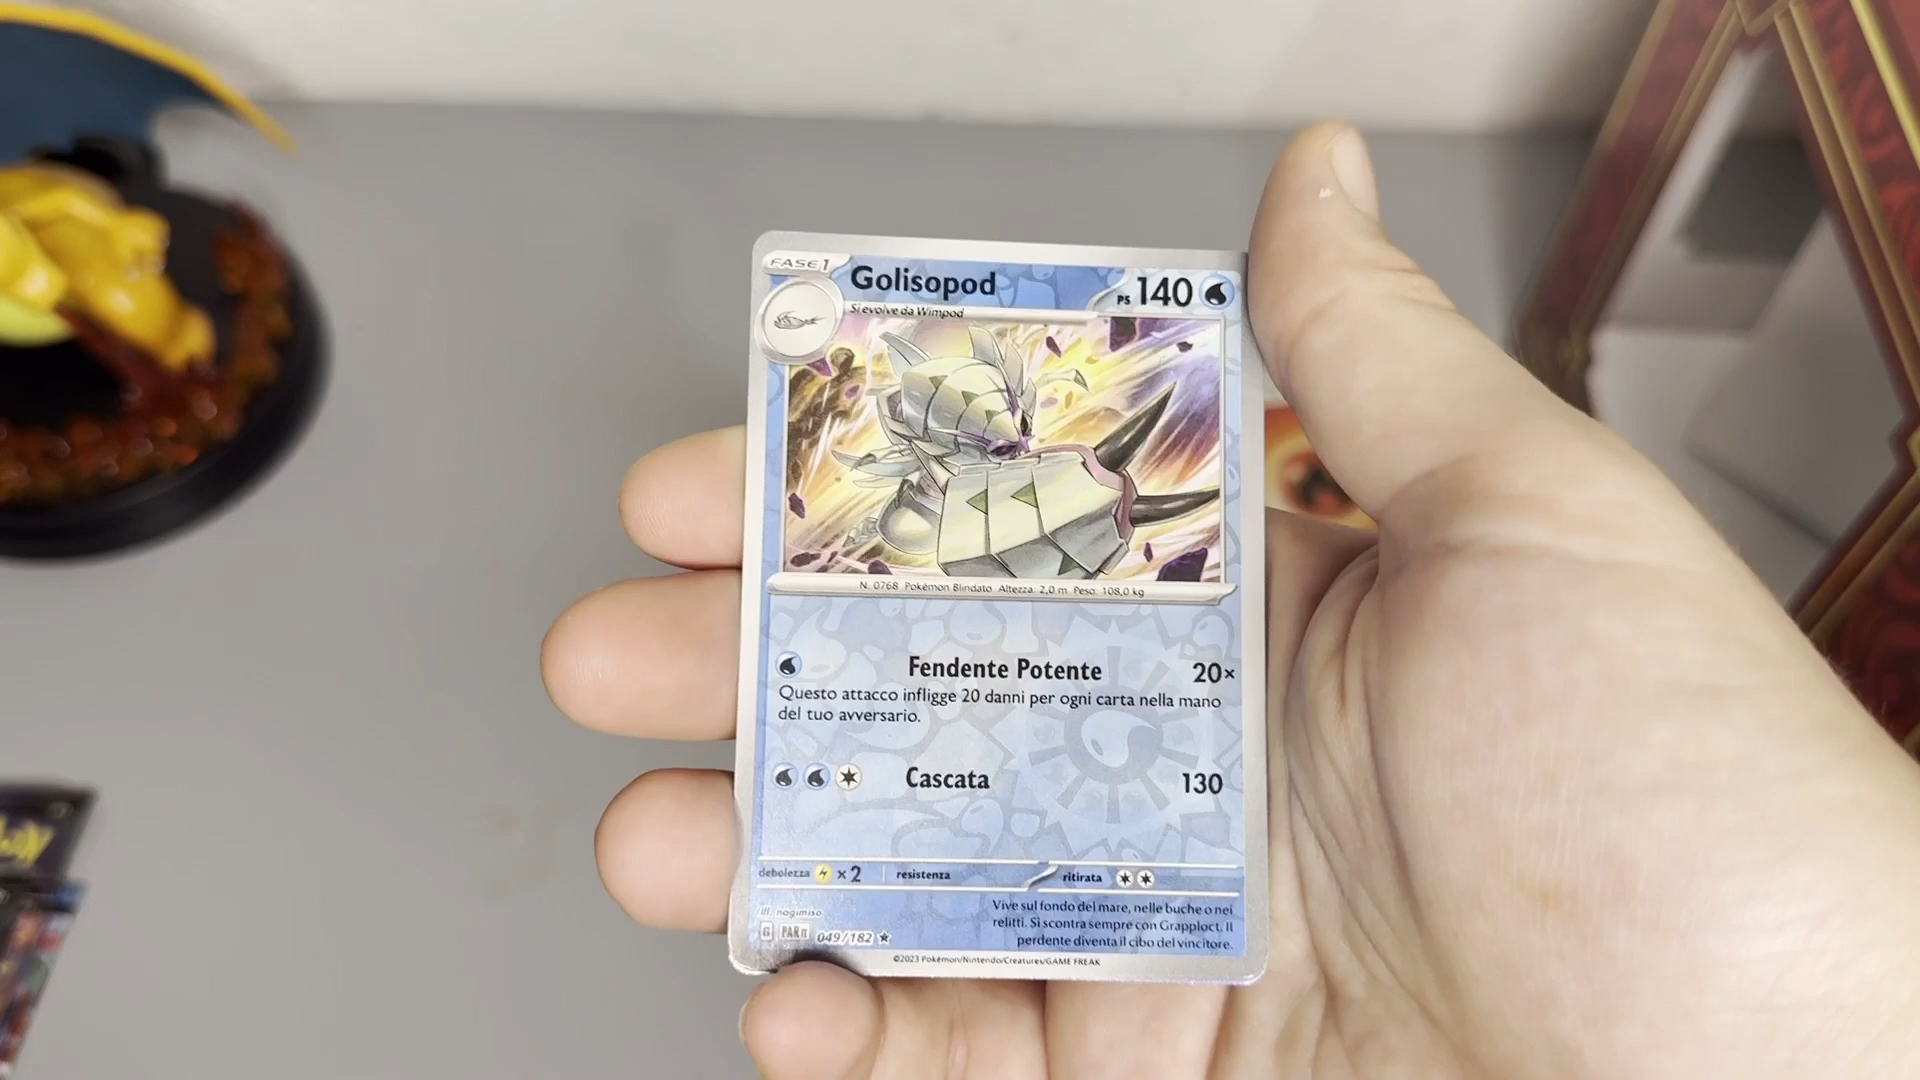 FASE 1
Golisopod
PS 140
Si evolve da Wimpod
N. 0768 Pokémon Blindato Altezza: 2,0 m Peso: 108,0 kg
Fendente Potente 20×
Questo attacco infligge 20 danni per ogni carta nella mano
del tuo avversario.
Cascata 130
debolezza ×2 resistenza ritirata
Ill. nagimiso
Vive sul fondo del mare, nelle buche o nei
relitti. Si scontra sempre con Grapploct. Il
perdente diventa il cibo del vincitore.
G PAR IT 049/182
©2023 Pokémon/Nintendo/Creatures/GAME FREAK